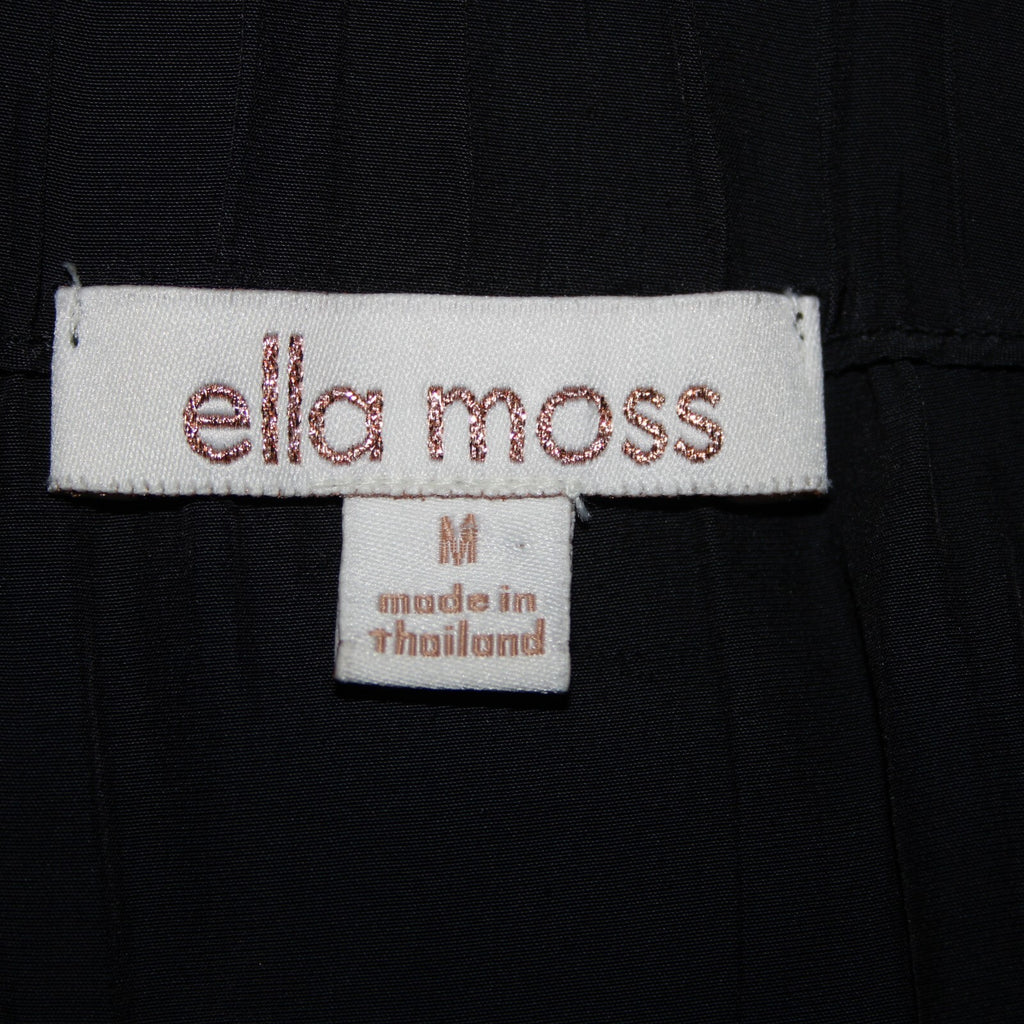 ella moss
M
made in
Thailand